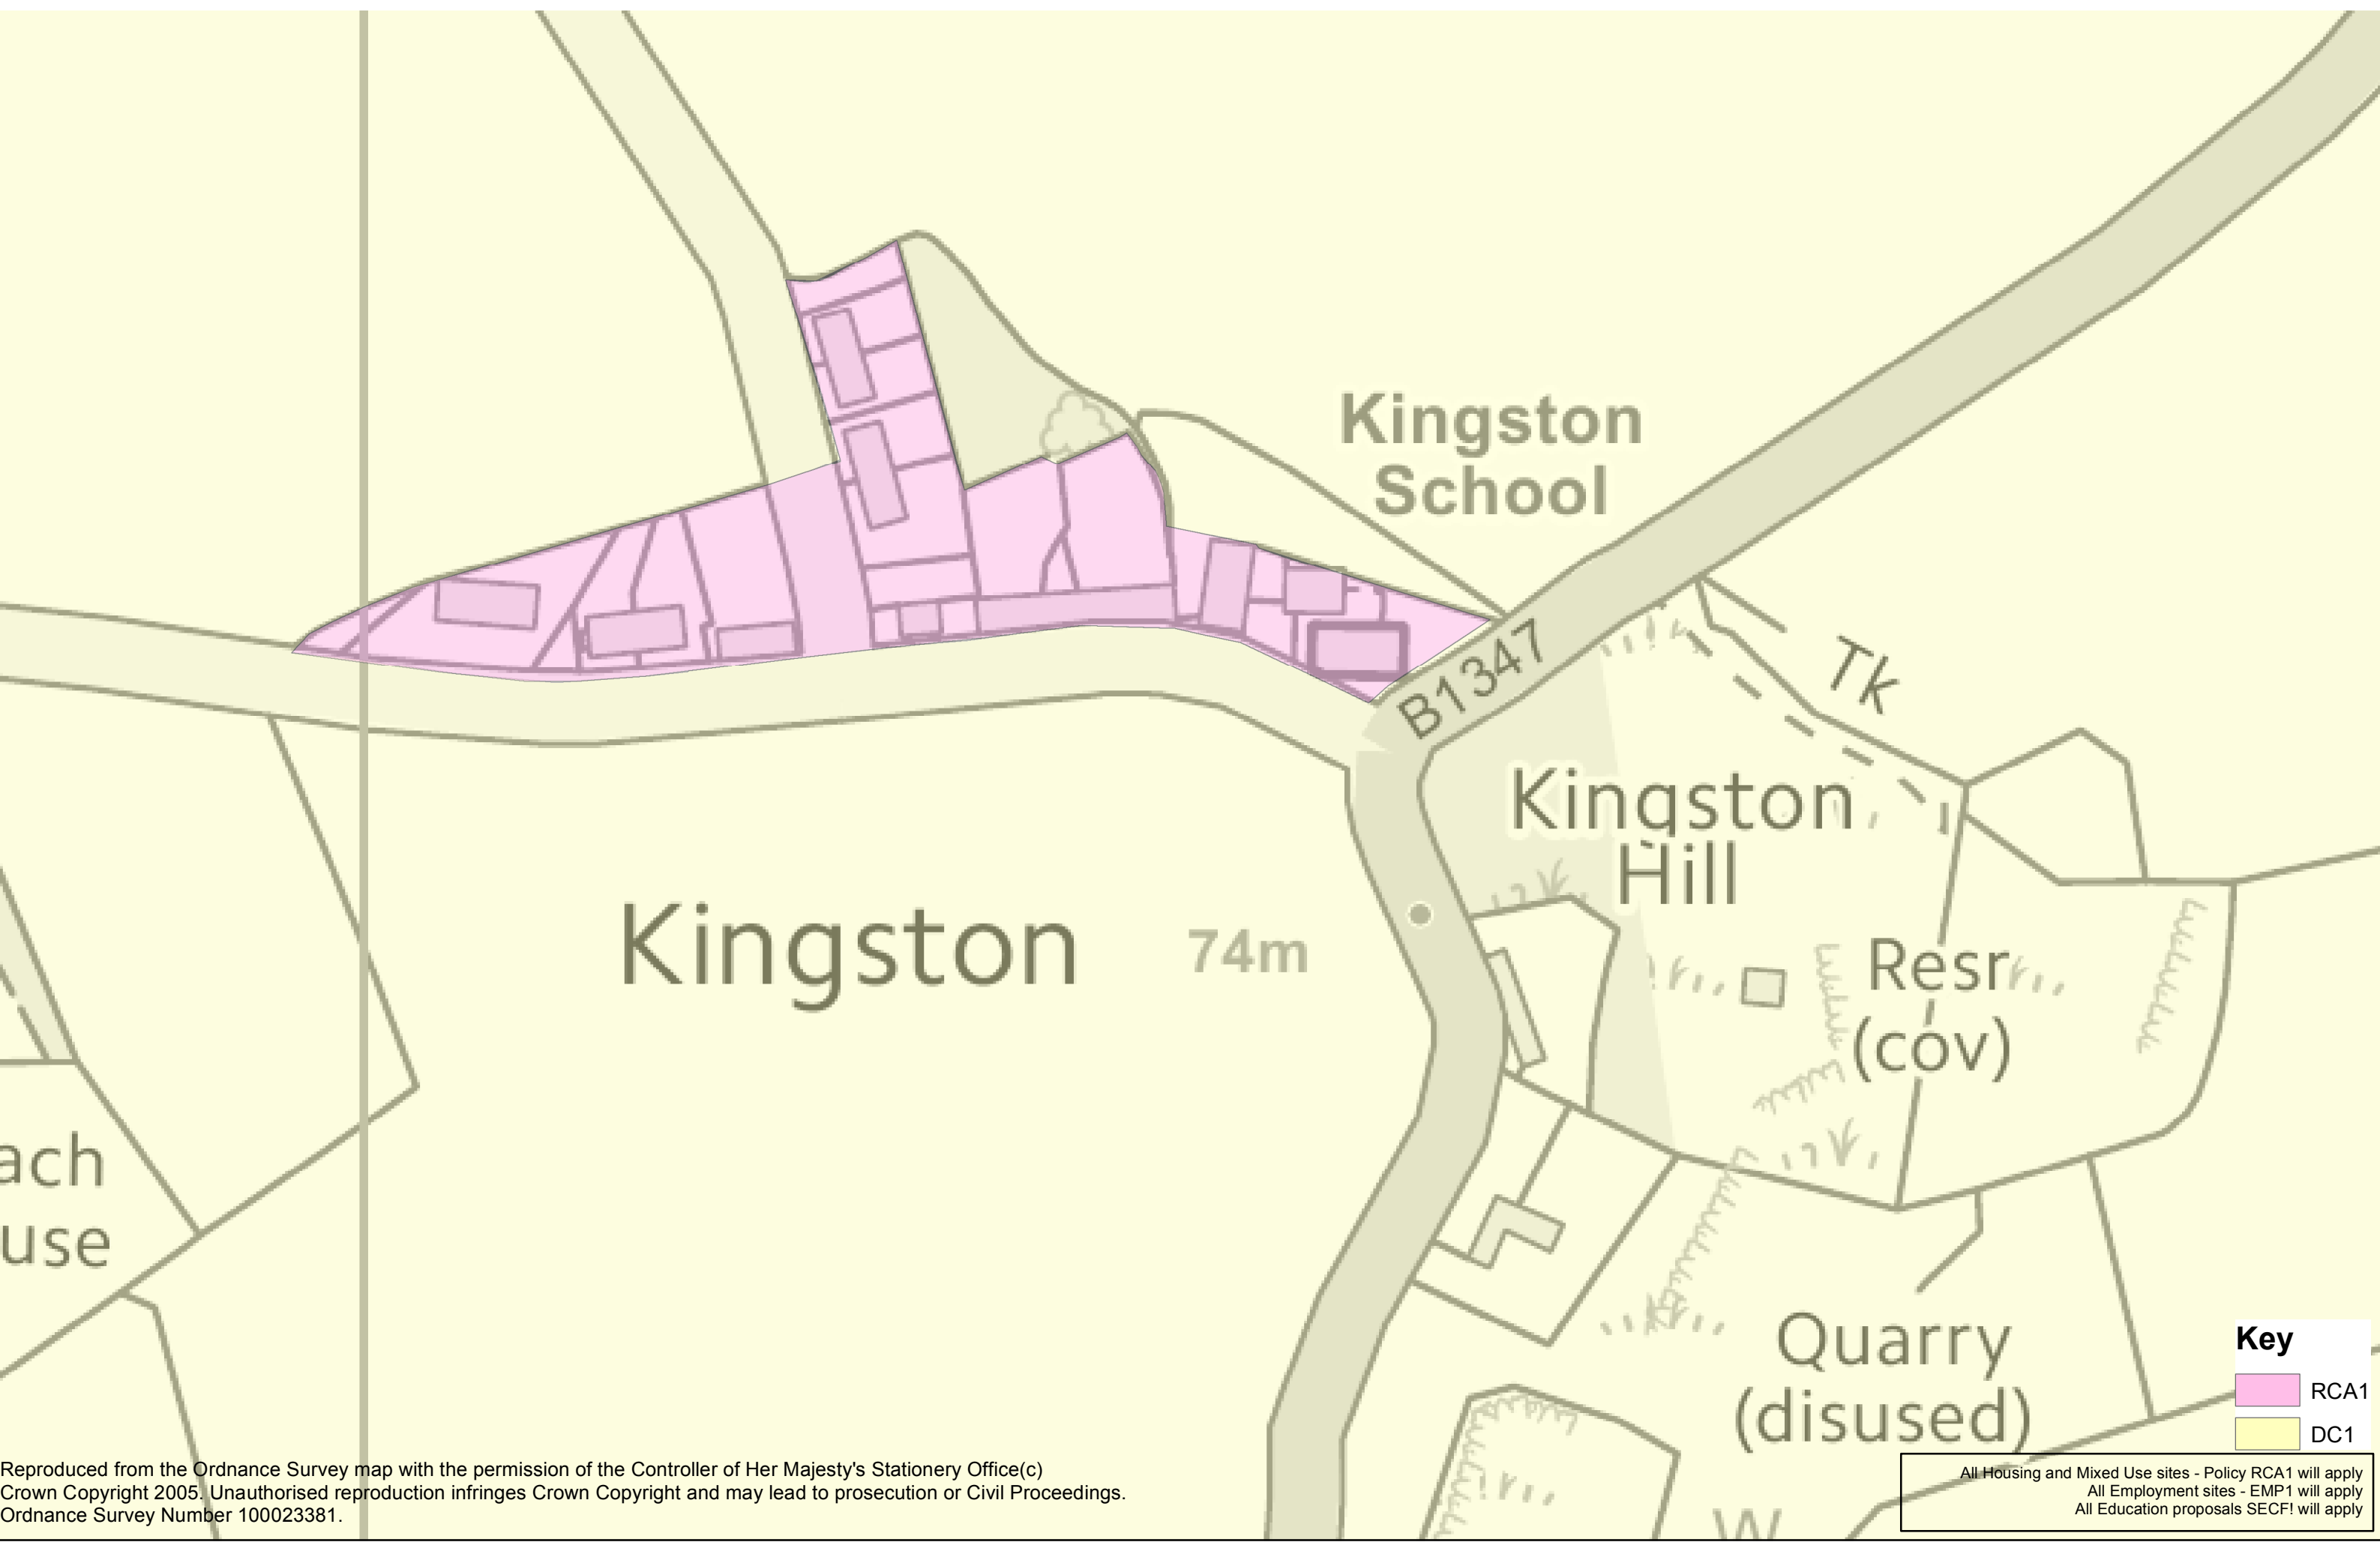 Kingston
School
B1347
Tk
Kingston
Hill
Kingston
74m
Resr
(cov)
ach
use
Quarry
(disused)
W
Key
RCA1
DC1
Reproduced from the Ordnance Survey map with the permission of the Controller of Her Majesty's Stationery Office(c)
Crown Copyright 2005. Unauthorised reproduction infringes Crown Copyright and may lead to prosecution or Civil Proceedings.
Ordnance Survey Number 100023381.
All Housing and Mixed Use sites - Policy RCA1 will apply
All Employment sites - EMP1 will apply
All Education proposals SECF! will apply